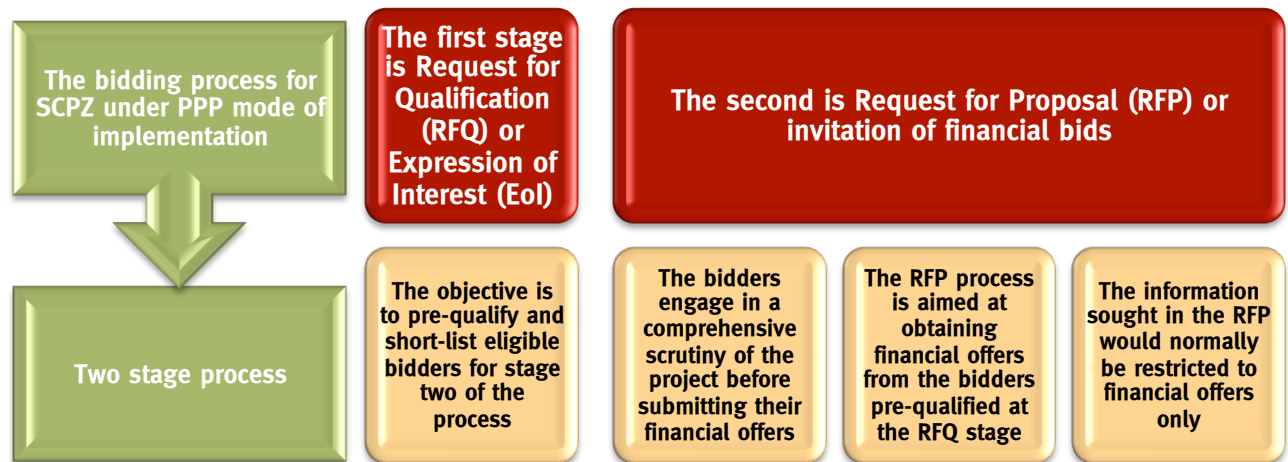 The bidding process for
SCPZ under PPP mode of
implementation
Two stage process
The first stage
is Request for
Qualification
(RFQ) or
Expression of
Interest (EoI)
The objective is
to pre-qualify and
short-list eligible
bidders for stage
two of the
process
The second is Request for Proposal (RFP) or
invitation of financial bids
The bidders
engage in a
comprehensive
scrutiny of the
project before
submitting their
financial offers
The RFP process
is aimed at
obtaining
financial offers
from the bidders
pre-qualified at
the RFQ stage
The information
sought in the RFP
would normally
be restricted to
financial offers
only